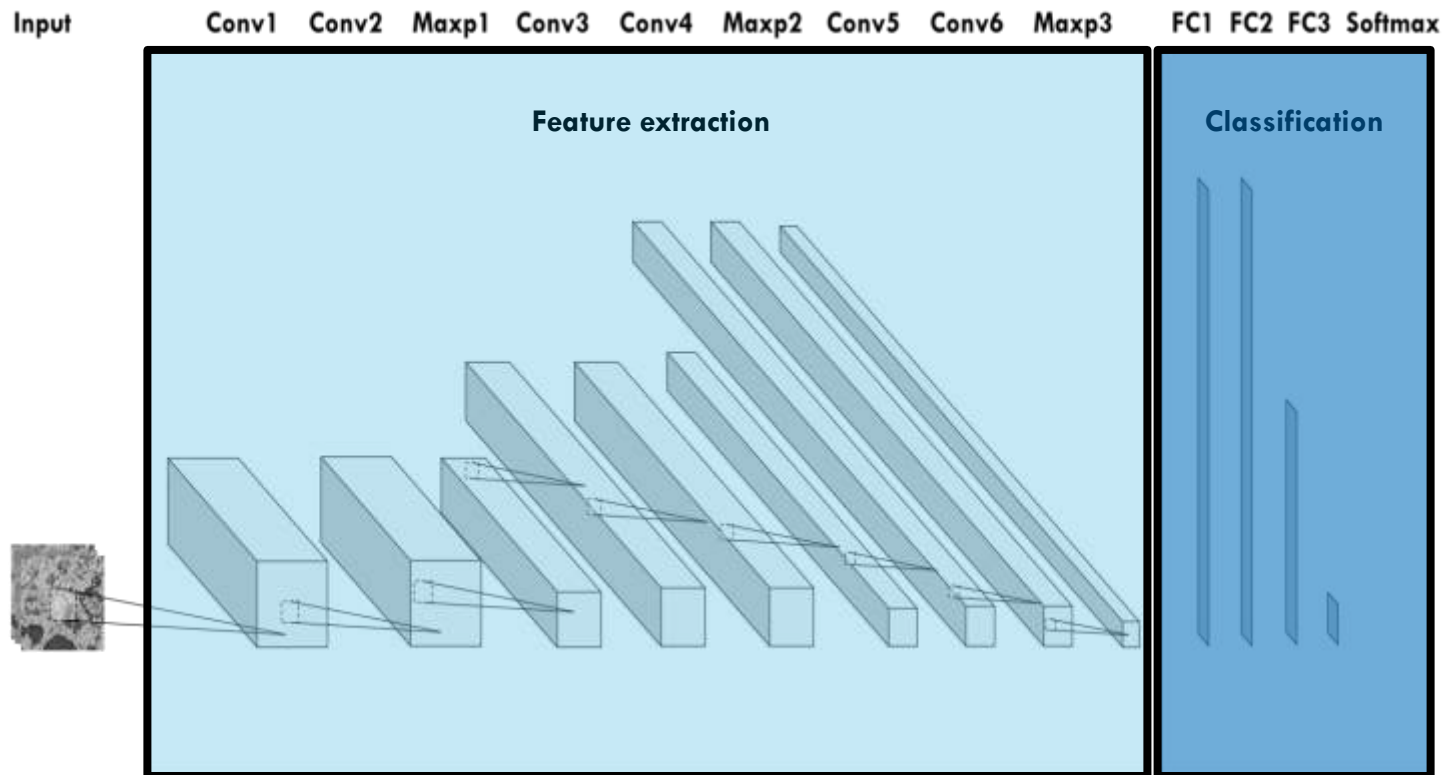 Input Conv1 Conv2 Maxp1 Conv3 Conv4 Maxp2 Conv5 Conv6 Maxp3 FC1 FC2 FC3 Softmax
Feature extraction
Classification